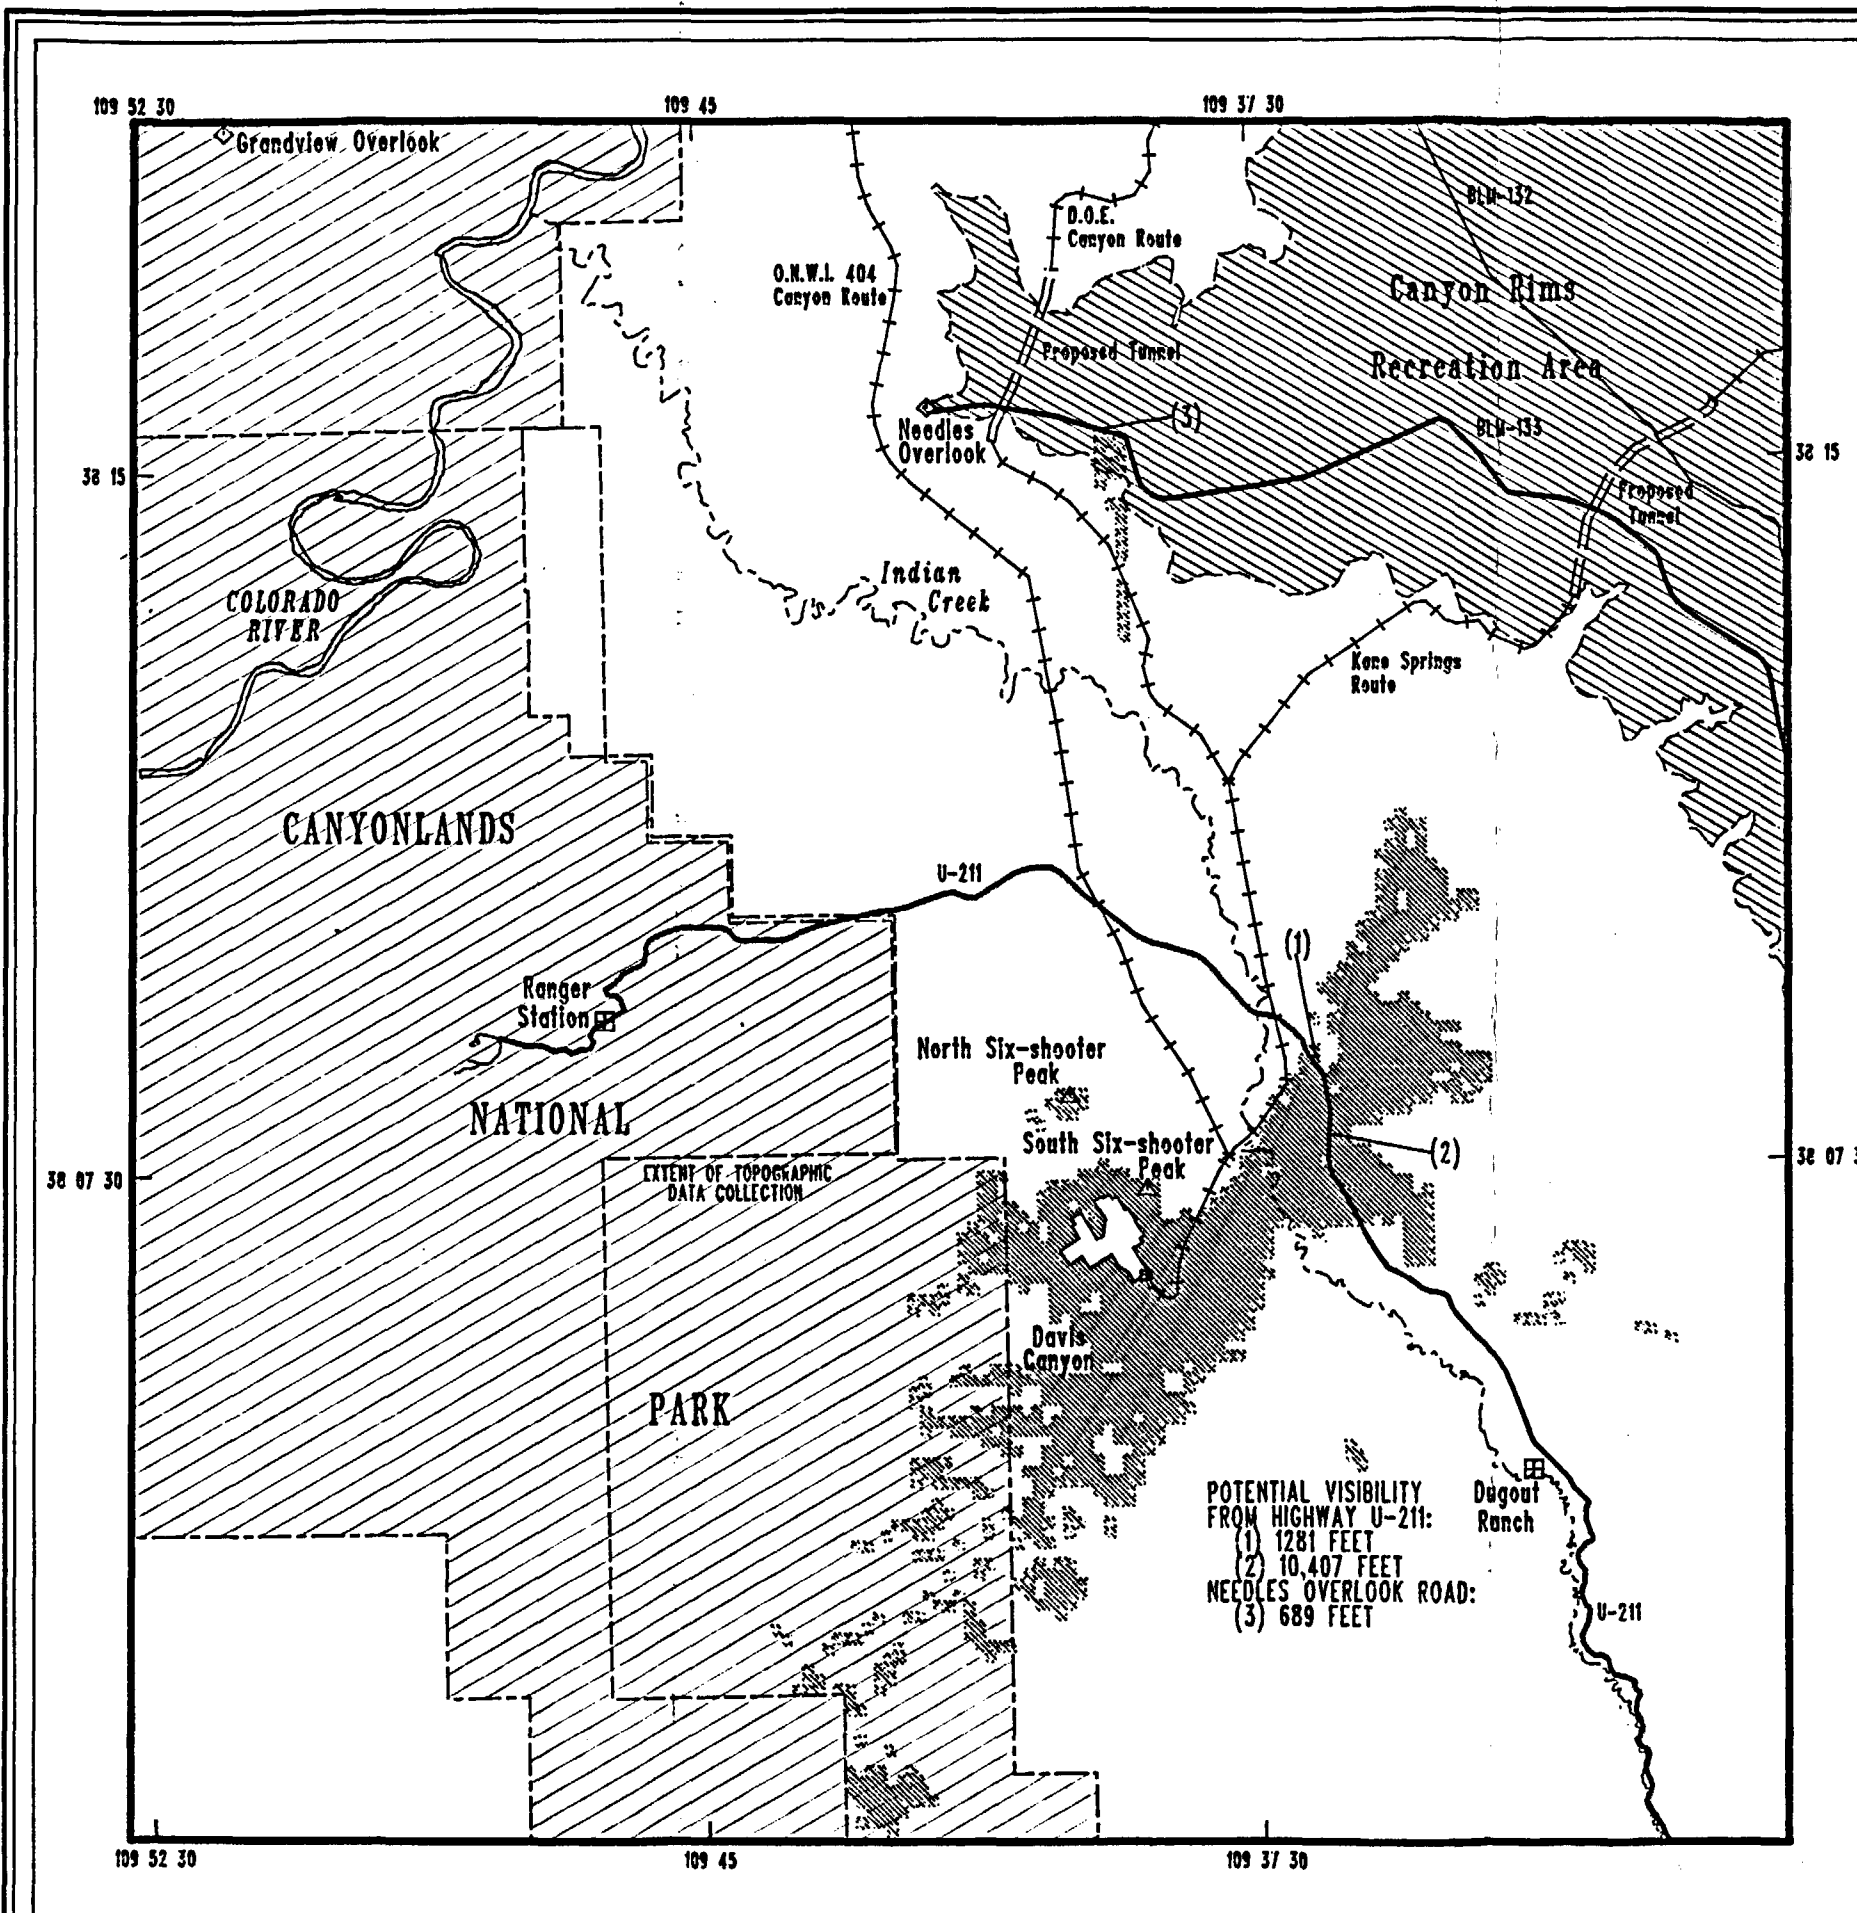 109 52 30
109 45
109 37 30
Grandview Overlook
BLM-132
D.O.E.
Canyon Route
O.N.W.I. 404
Canyon Route
Canyon Rims
Recreation Area
Proposed Tunnel
(3)
Needles
Overlook
BLM-133
38 15
38 15
Proposed
Tunnel
Indian
Creek
COLORADO
RIVER
Kane Springs
Route
CANYONLANDS
U-211
(1)
Ranger
Station
North Six-shooter
Peak
NATIONAL
South Six-shooter
Peak
(2)
EXTENT OF TOPOGRAPHIC
DATA COLLECTION
38 07 30
38 07 3
Davis
Canyon
PARK
POTENTIAL VISIBILITY
FROM HIGHWAY U-211:
(1) 1281 FEET
(2) 10,407 FEET
NEEDLES OVERLOOK ROAD:
(3) 689 FEET
Dugout
Ranch
U-211
109 52 30
109 45
109 37 30